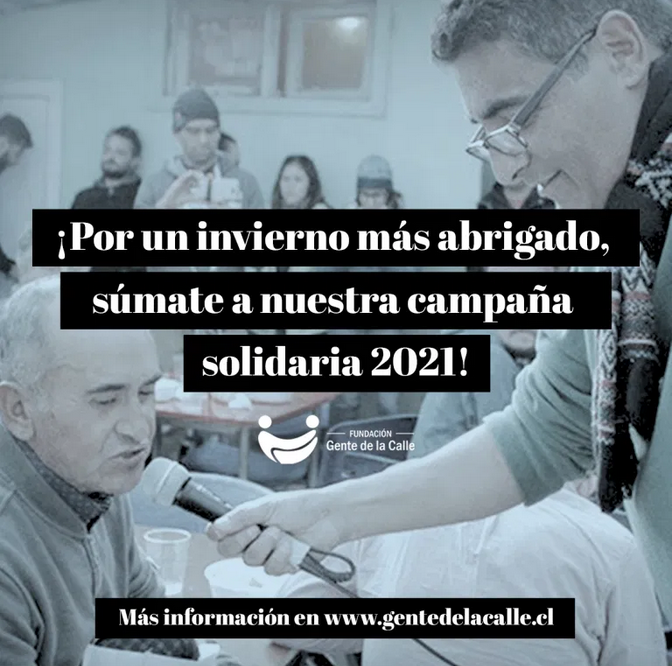 ¡Por un invierno más abrigado,
súmate a nuestra campaña
solidaria 2021!
FUNDACIÓN
Gente de la Calle
Más información en www.gentedelacalle.cl